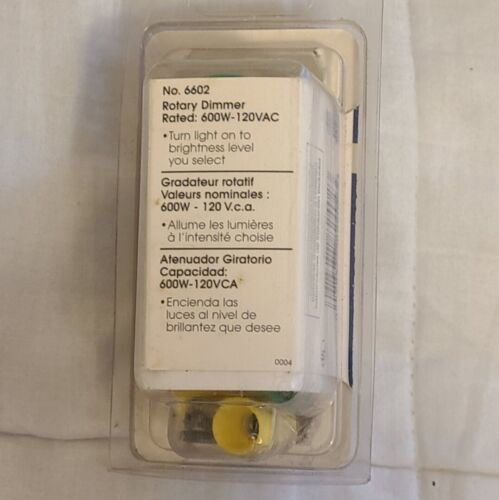 No. 6602
Rotary Dimmer
Rated: 600W-120VAC
•Turn light on to
brightness level
you select
Gradateur rotatif
Valeurs nominales :
600W - 120 V.c.a.
•Allume les lumières
à l'intensité choisie
Atenuador Giratorio
Capacidad:
600W-120VCA
•Encienda las
luces al nivel de
brillantez que desee
0004